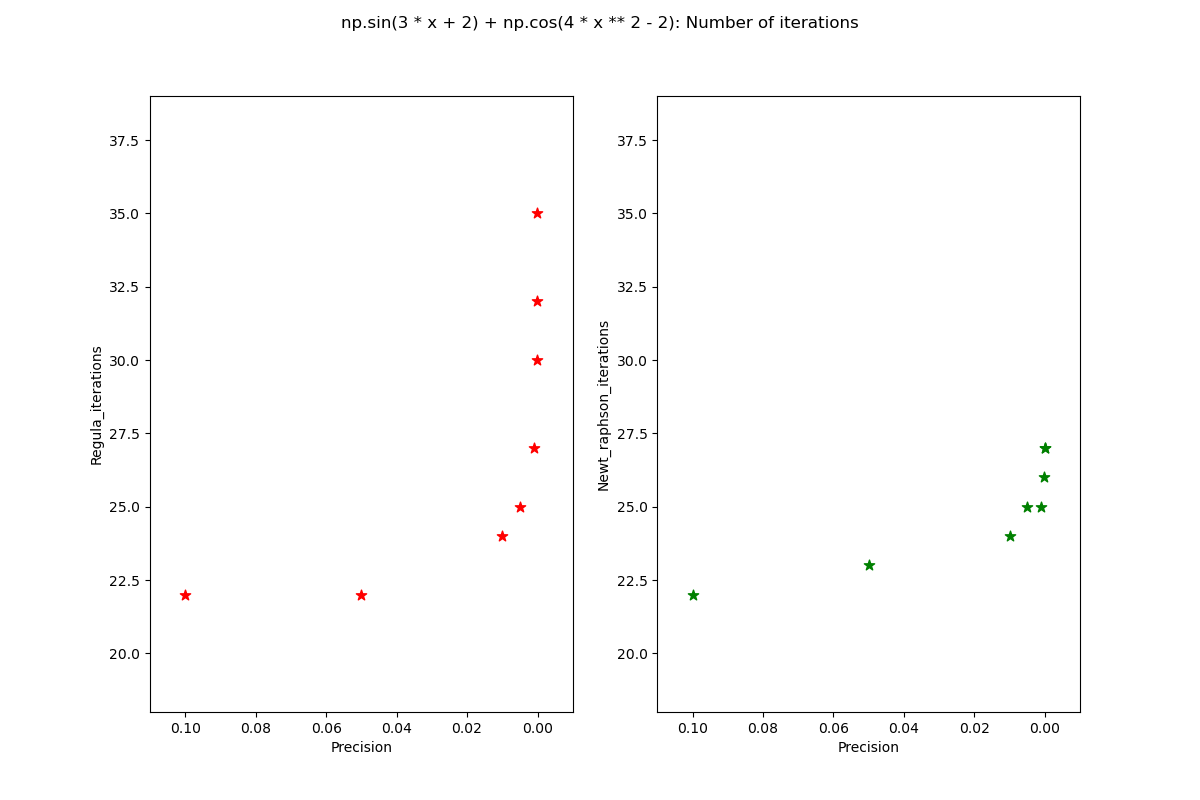 np.sin(3 * x + 2) + np.cos(4 * x ** 2 - 2): Number of iterations
Regula_iterations
37.5
35.0
32.5
30.0
27.5
25.0
22.5
20.0
0.10 0.08 0.06 0.04 0.02 0.00
Precision
Newt_raphson_iterations
37.5
35.0
32.5
30.0
27.5
25.0
22.5
20.0
0.10 0.08 0.06 0.04 0.02 0.00
Precision